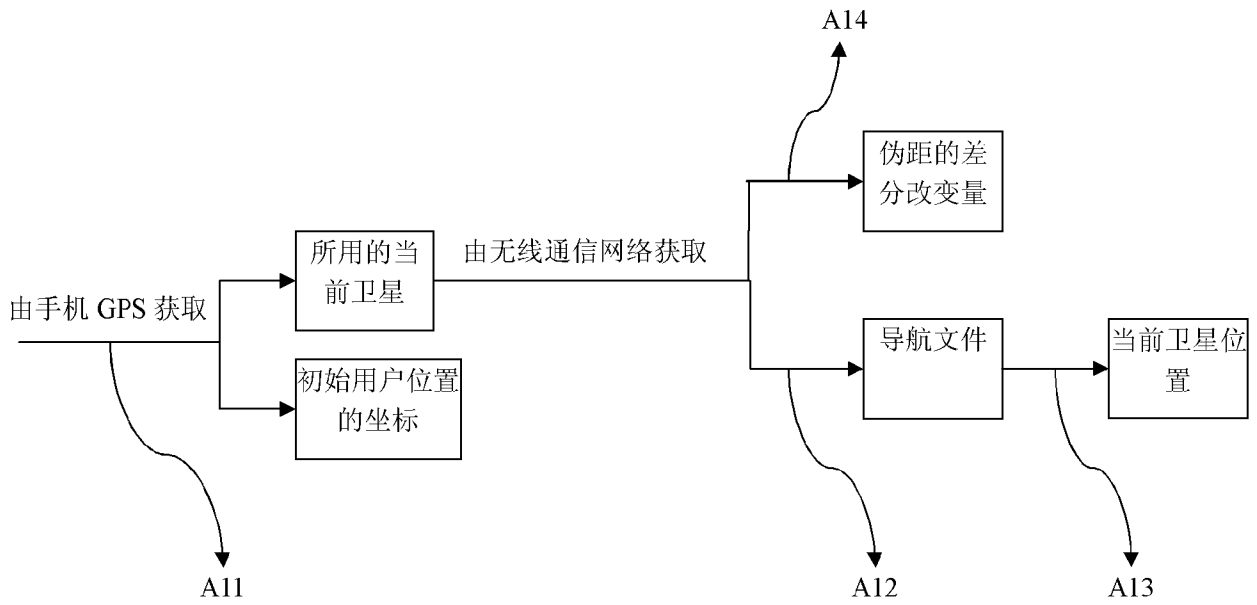 A14
伪距的差
分改变量
所用的当
前卫星
由无线通信网络获取
由手机 GPS 获取
初始用户位置
的坐标
导航文件
当前卫星位
置
A11
A12
A13